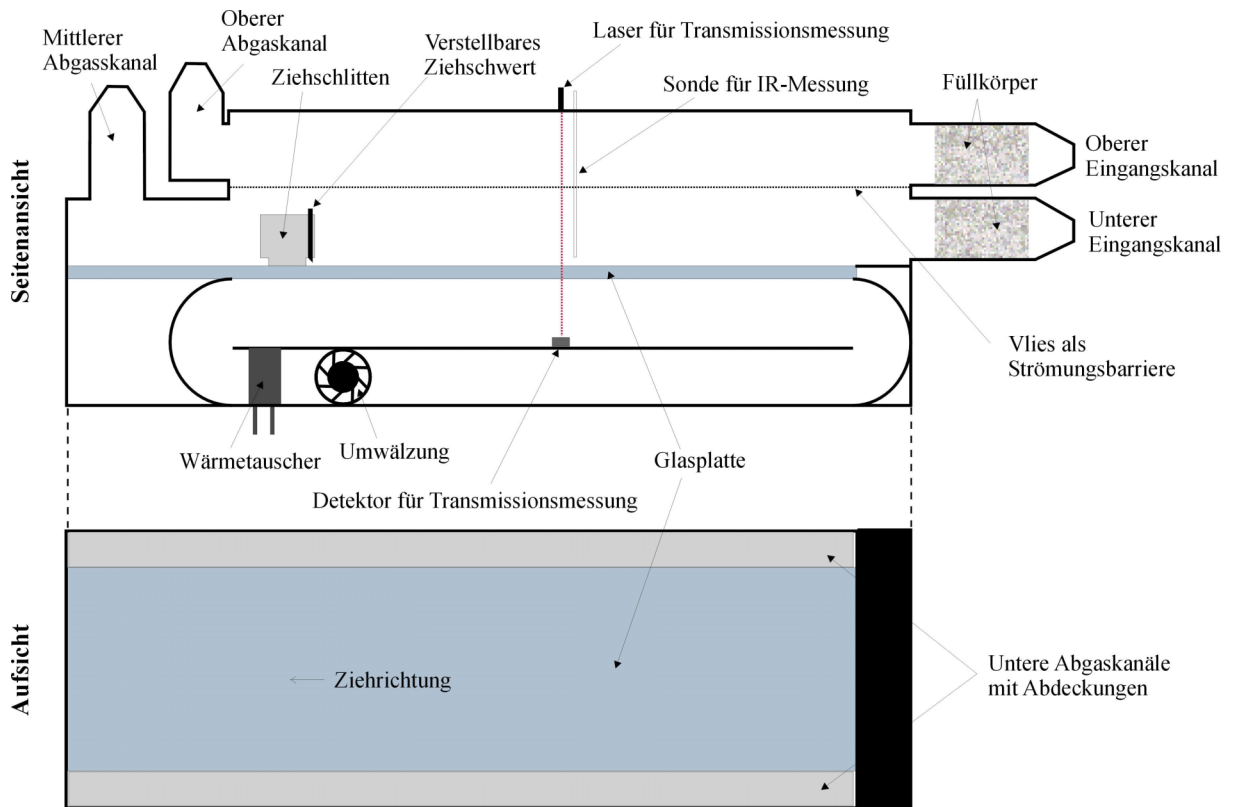 Mittlerer
Abgasskanal
Oberer
Abgaskanal
Ziehschlitten
Verstellbares
Ziehschwert
Laser für Transmissionsmessung
Sonde für IR-Messung
Füllkörper
Oberer
Eingangskanal
Unterer
Eingangskanal
Seitenansicht
Vlies als
Strömungsbarriere
Wärmetauscher
Umwälzung
Detektor für Transmissionsmessung
Glasplatte
Aufsicht
Ziehrichtung
Untere Abgaskanäle
mit Abdeckungen